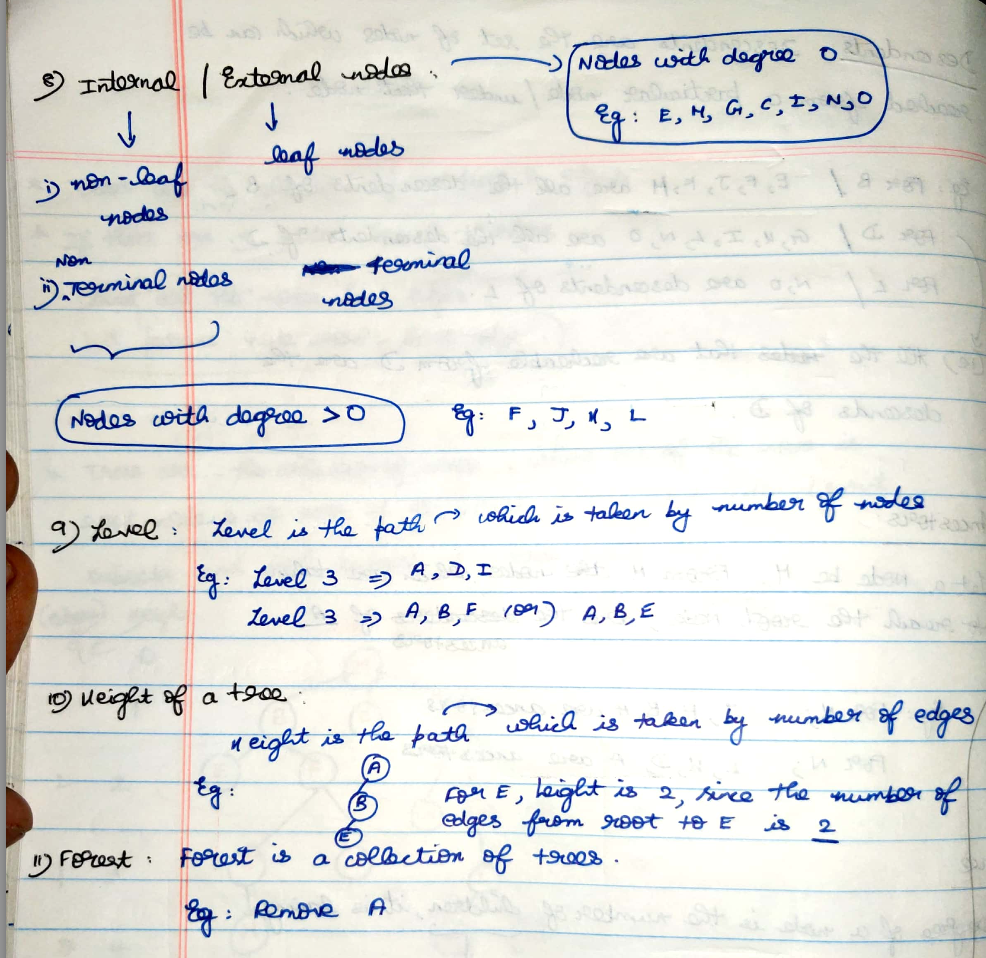 8) Internal / External nodes : → Nodes with degree 0
Eg : E, M, G, C, I, N, O
↓ ↓
i) non-leaf leaf nodes
nodes
Non
ii) Terminal nodes terminal
nodes
Nodes with degree > 0 Eg: F, J, H, L
9) Level : Level is the path → which is taken by number of nodes
Eg : Level 3 ⇒ A, D, I
Level 3 ⇒ A, B, F (or) A, B, E
10) Height of a tree :
Height is the path → which is taken by number of edges
Eg : A
B For E, height is 2, since the number of
E edges from root to E is 2
11) Forest : Forest is a collection of trees .
Eg : Remove A